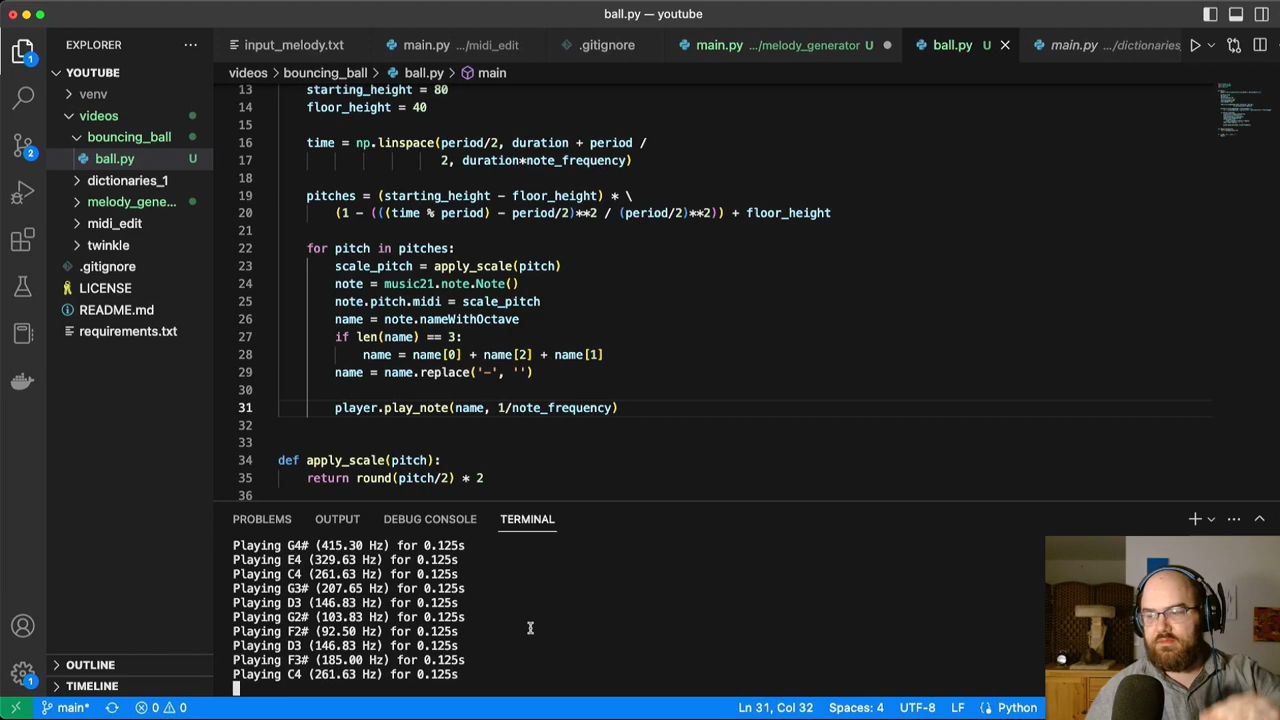 ball.py — youtube
EXPLORER
input_melody.txt
main.py .../midi_edit
.gitignore
main.py .../melody_generator U
ball.py U
main.py .../dictionaries
YOUTUBE
videos > bouncing_ball > ball.py > main
venv
videos
bouncing_ball
ball.py U
dictionaries_1
melody_gene...
midi_edit
twinkle
.gitignore
LICENSE
README.md
requirements.txt
13 starting_height = 80
14 floor_height = 40
15
16 time = np.linspace(period/2, duration + period /
17 2, duration*note_frequency)
18
19 pitches = (starting_height - floor_height) * \
20 (1 - (((time % period) - period/2)**2 / (period/2)**2)) + floor_height
21
22 for pitch in pitches:
23 scale_pitch = apply_scale(pitch)
24 note = music21.note.Note()
25 note.pitch.midi = scale_pitch
26 name = note.nameWithOctave
27 if len(name) == 3:
28 name = name[0] + name[2] + name[1]
29 name = name.replace('-', '')
30
31 player.play_note(name, 1/note_frequency)
32
33
34 def apply_scale(pitch):
35 return round(pitch/2) * 2
36
PROBLEMS OUTPUT DEBUG CONSOLE TERMINAL
Playing G4# (415.30 Hz) for 0.125s
Playing E4 (329.63 Hz) for 0.125s
Playing C4 (261.63 Hz) for 0.125s
Playing G3# (207.65 Hz) for 0.125s
Playing D3 (146.83 Hz) for 0.125s
Playing G2# (103.83 Hz) for 0.125s
Playing F2# (92.50 Hz) for 0.125s
Playing D3 (146.83 Hz) for 0.125s
Playing F3# (185.00 Hz) for 0.125s
Playing C4 (261.63 Hz) for 0.125s
OUTLINE
TIMELINE
main* 0 0 Ln 31, Col 32 Spaces: 4 UTF-8 LF Python
1
2
1